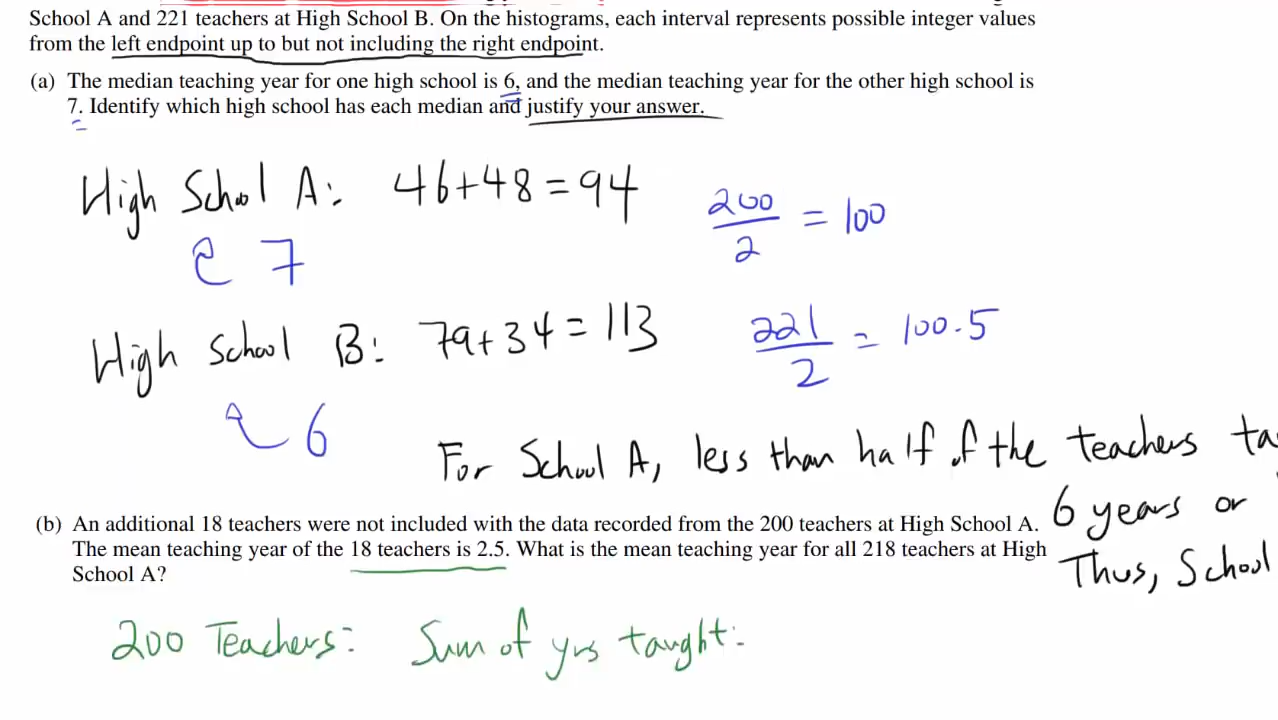 School A and 221 teachers at High School B. On the histograms, each interval represents possible integer values
from the left endpoint up to but not including the right endpoint.
(a) The median teaching year for one high school is 6, and the median teaching year for the other high school is
7. Identify which high school has each median and justify your answer.
High School A: 46+48=94
200/2 = 100
7
High School B: 79+34=113
221/2 = 100.5
6
For School A, less than half of the teachers ta
6 years or
Thus, School
(b) An additional 18 teachers were not included with the data recorded from the 200 teachers at High School A.
The mean teaching year of the 18 teachers is 2.5. What is the mean teaching year for all 218 teachers at High
School A?
200 Teachers: Sum of yrs taught: